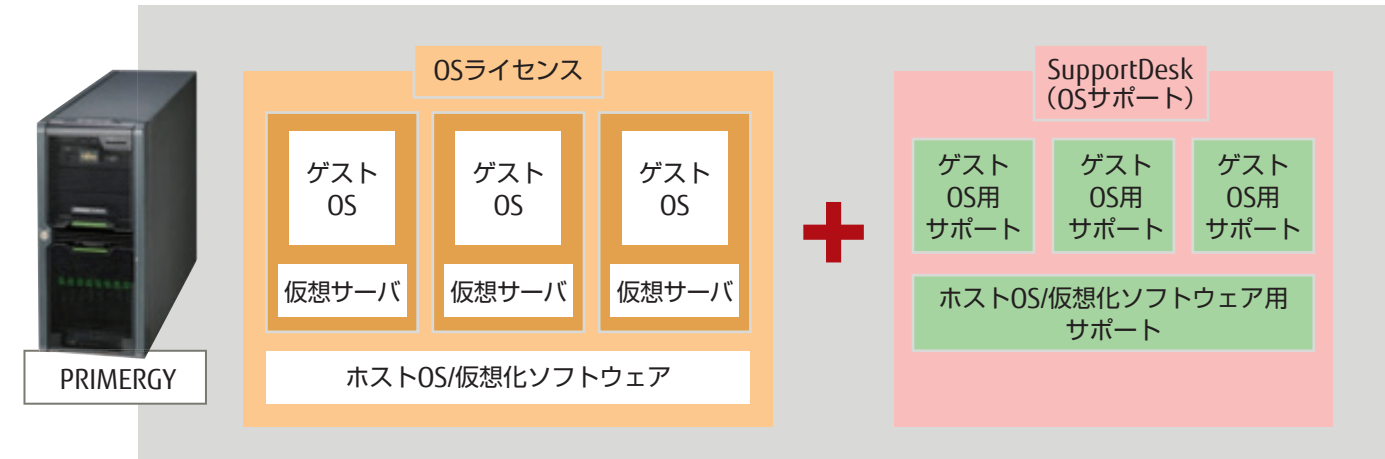 PRIMERGY
OSライセンス
ゲスト
OS
仮想サーバ
ゲスト
OS
仮想サーバ
ゲスト
OS
仮想サーバ
ホストOS/仮想化ソフトウェア
SupportDesk
（OSサポート）
ゲスト
OS用
サポート
ゲスト
OS用
サポート
ゲスト
OS用
サポート
ホストOS/仮想化ソフトウェア用
サポート